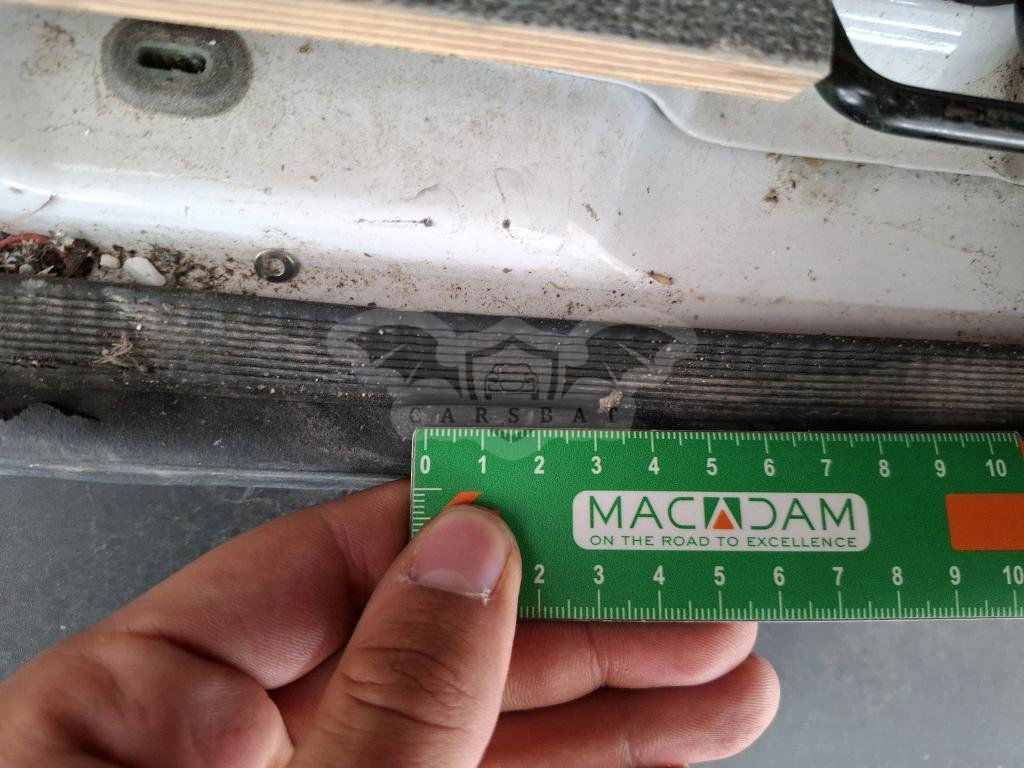 CARSBAT
0 1 2 3 4 5 6 7 8 9 10
MACADAM
ON THE ROAD TO EXCELLENCE
2 3 4 5 6 7 8 9 10